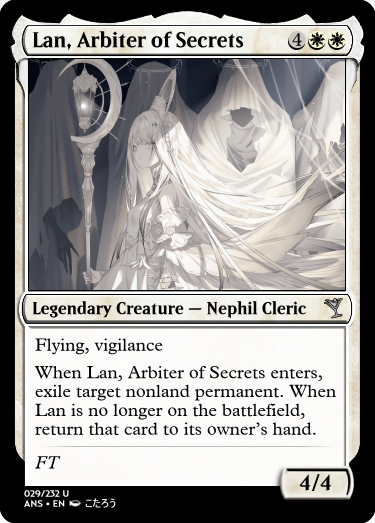 Lan, Arbiter of Secrets 4
Legendary Creature — Nephil Cleric
Flying, vigilance
When Lan, Arbiter of Secrets enters,
exile target nonland permanent. When
Lan is no longer on the battlefield,
return that card to its owner's hand.
FT
4/4
029/232 U
ANS • EN こたろう